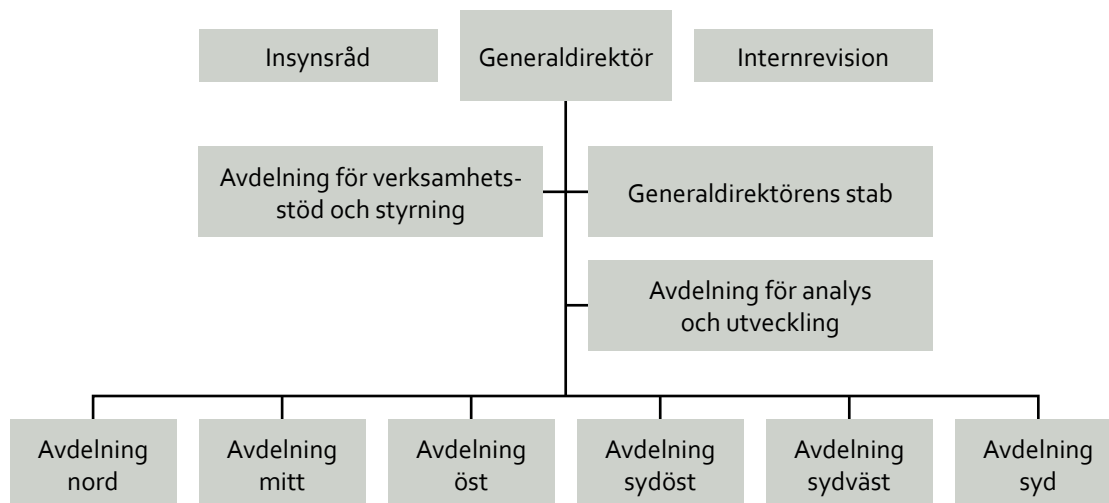 Insynsråd
Generaldirektör
Internrevision
Avdelning för verksamhets-
stöd och styrning
Generaldirektörens stab
Avdelning för analys
och utveckling
Avdelning
nord
Avdelning
mitt
Avdelning
öst
Avdelning
sydöst
Avdelning
sydväst
Avdelning
syd